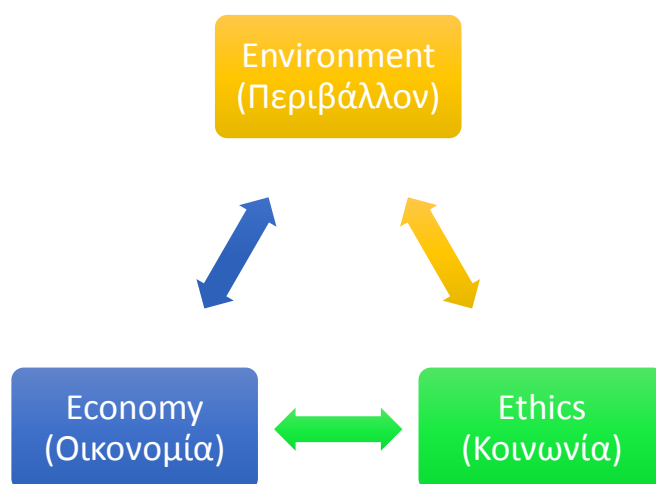 Environment
(Περιβάλλον)
Economy
(Οικονομία)
Ethics
(Κοινωνία)